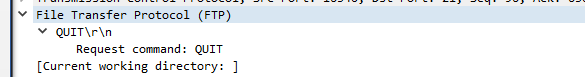 File Transfer Protocol (FTP)
QUIT\r\n
Request command: QUIT
[Current working directory: ]